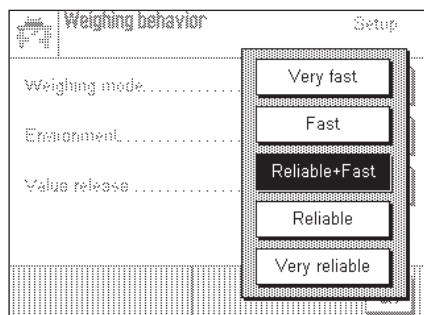 Weighing behavior
Setup
Weighing mode............
Environment..............
Value release............
Very fast
Fast
Reliable+Fast
Reliable
Very reliable